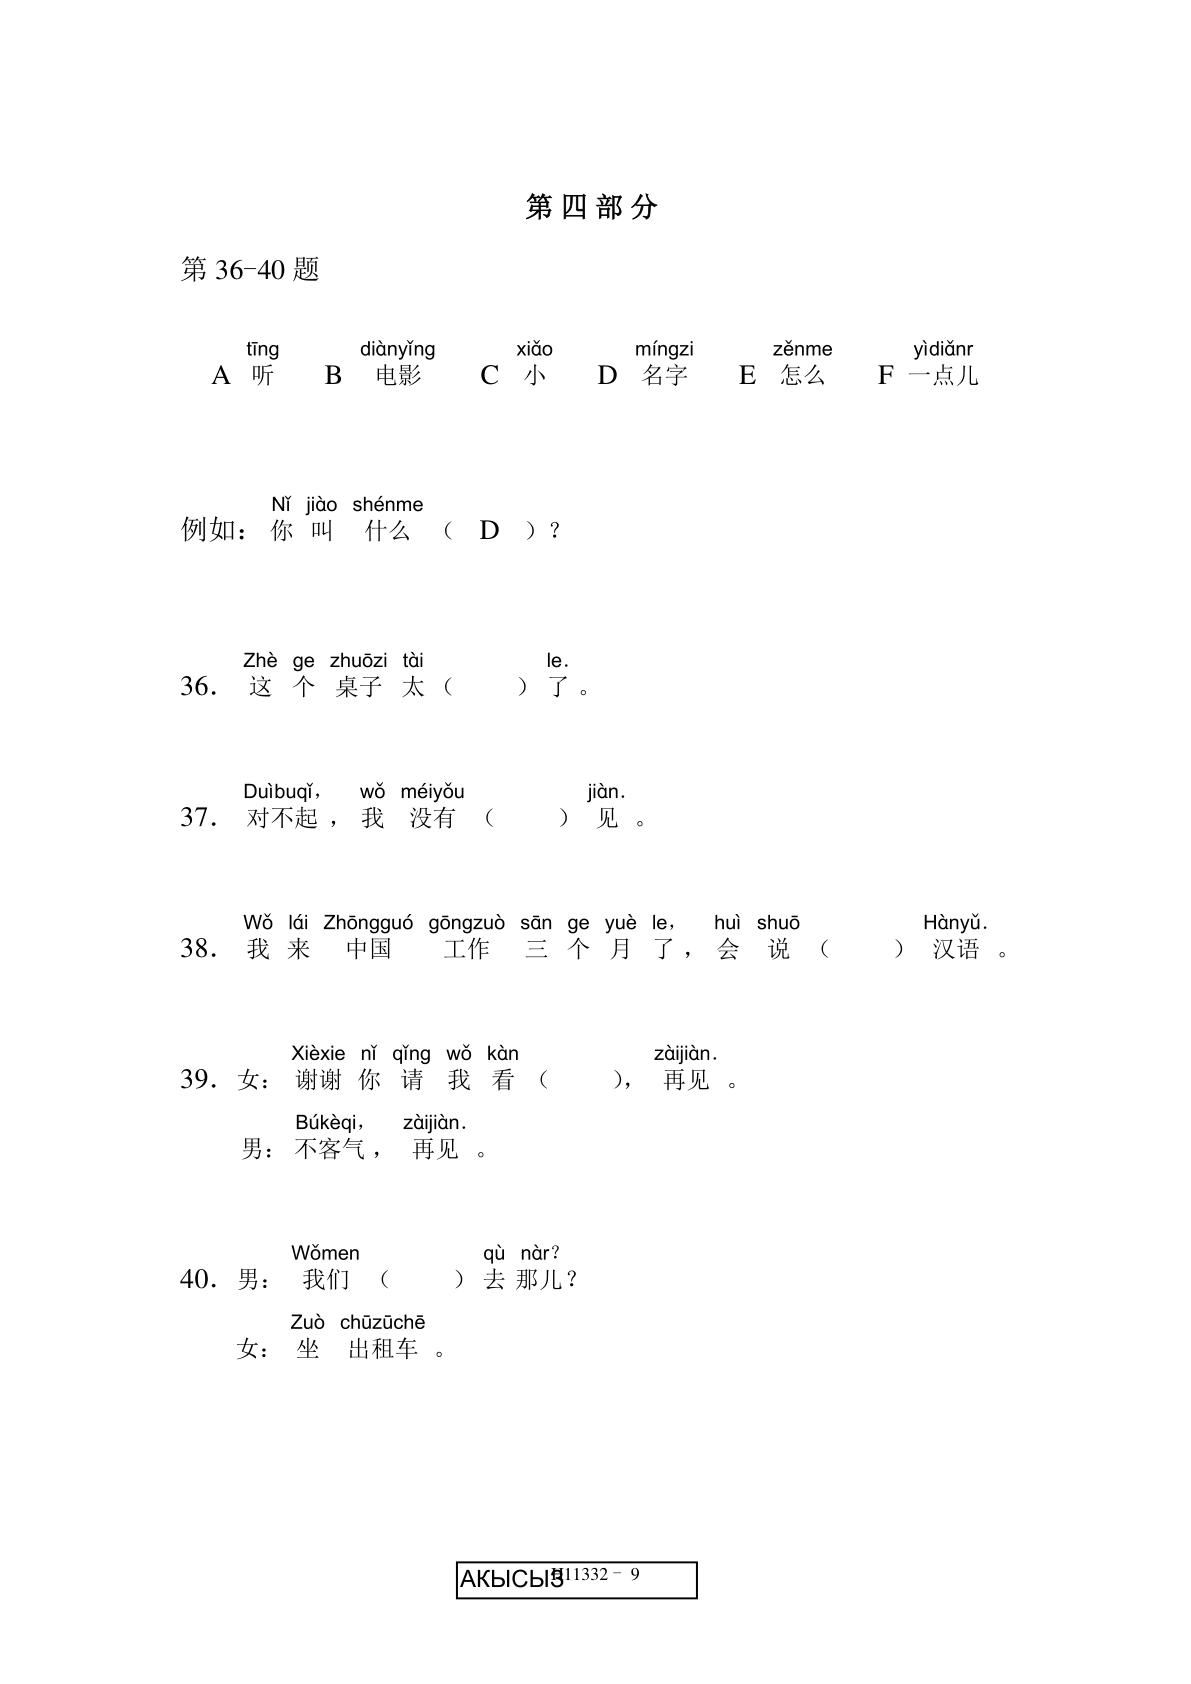 第四部分
第 36-40 题
tīng diànyǐng xiǎo míngzi zěnme yìdiǎnr
A 听 B 电影 C 小 D 名字 E 怎么 F 一点儿
Nǐ jiào shénme
例如： 你 叫 什么 （ D ）？
Zhè ge zhuōzi tài le.
36. 这 个 桌子 太（ ）了 。
Duìbuqǐ, wǒ méiyǒu jiàn.
37. 对不起 ， 我 没有 （ ） 见 。
Wǒ lái Zhōngguó gōngzuò sān ge yuè le, huì shuō Hànyǔ.
38. 我 来 中国 工作 三 个 月 了 ， 会 说 （ ） 汉语 。
Xièxie nǐ qǐng wǒ kàn zàijiàn.
39. 女： 谢谢 你 请 我 看 （ ）， 再见 。
Búkèqi, zàijiàn.
男： 不客气 ， 再见 。
Wǒmen qù nàr?
40. 男： 我们 （ ） 去 那儿？
Zuò chūzūchē
女： 坐 出租车 。
АКЫСЫЗ H11332 - 9